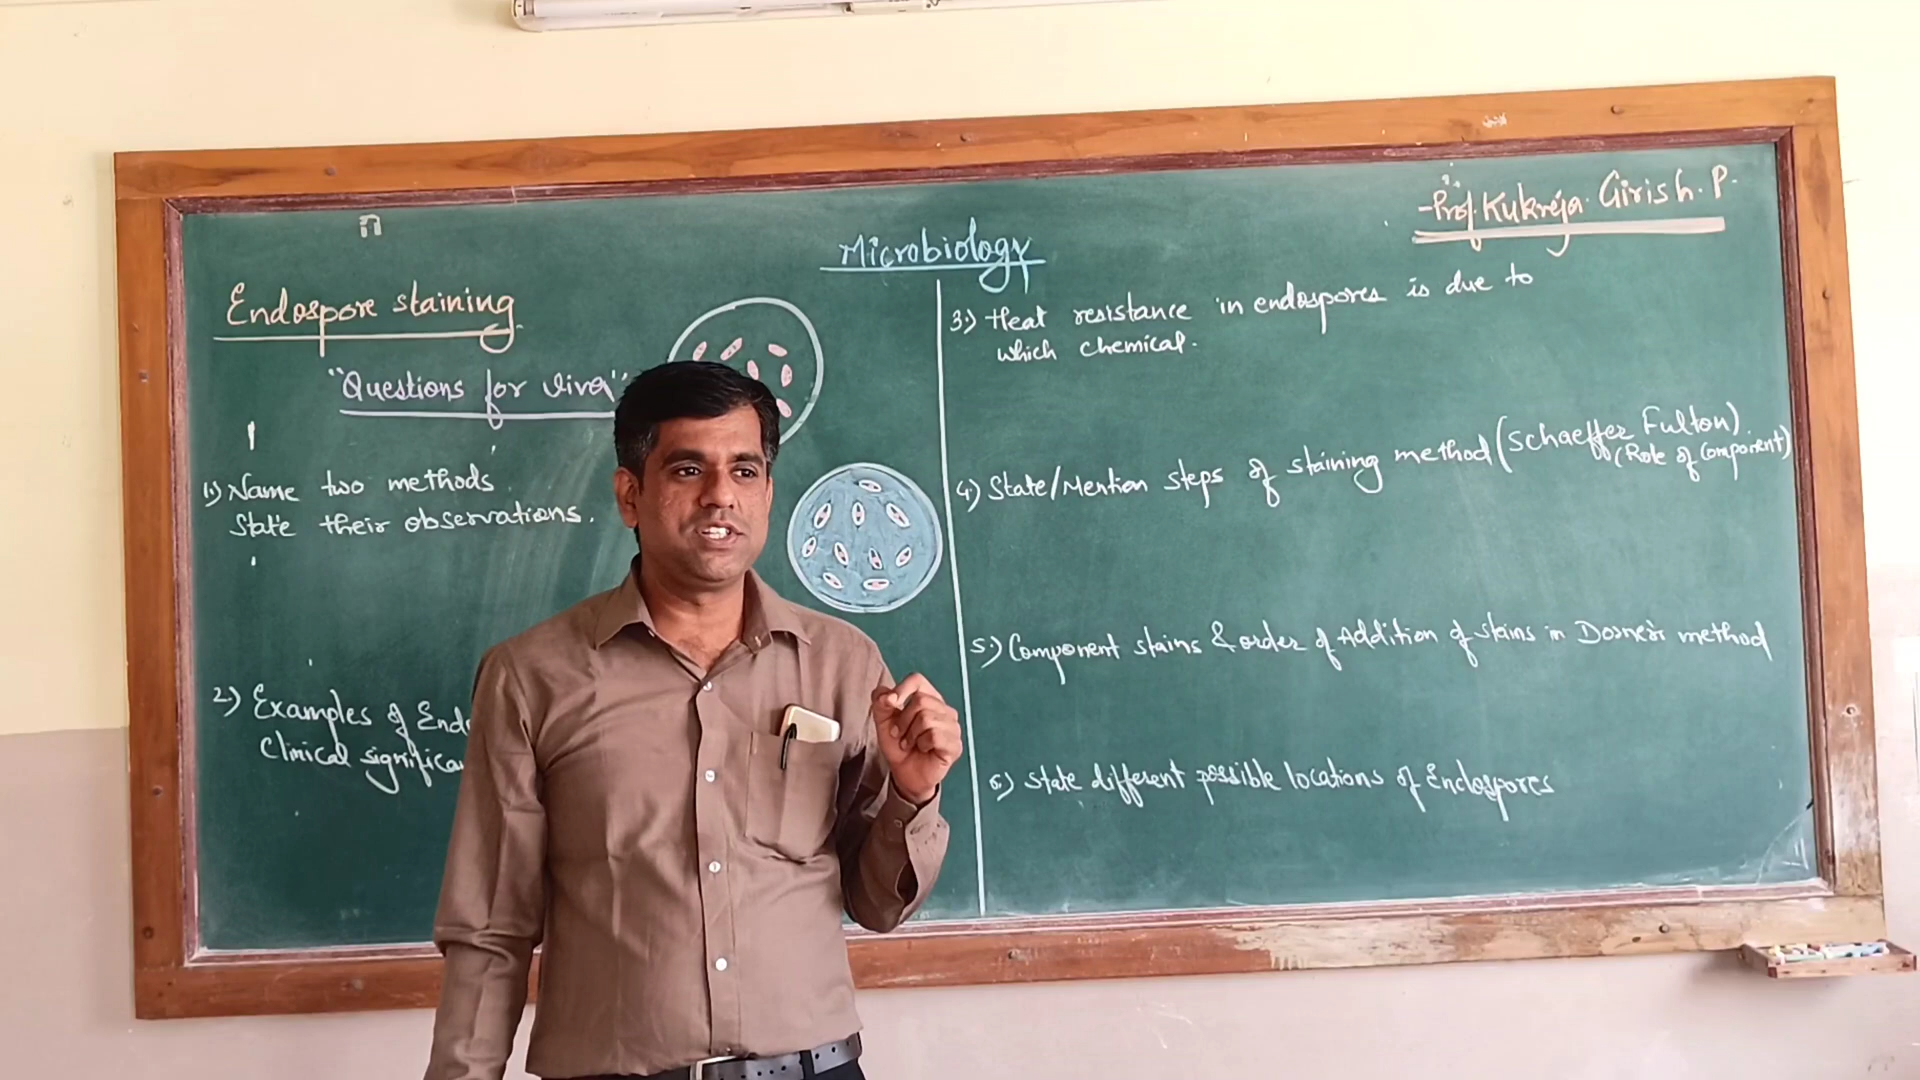 Microbiology
-Prof. Kukreja Girish. P.
Endospore staining
"Questions for viva"
1.) Name two methods.
State their observations.
2.) Examples of
Clinical
3.) Heat resistance in endospores is due to
which chemical.
4.) State/Mention steps of staining method (Schaeffer Fulton).
(Role of Component)
5.) Component stains & order of Addition of stains in Dorner's method
6.) State different possible locations of Endospores